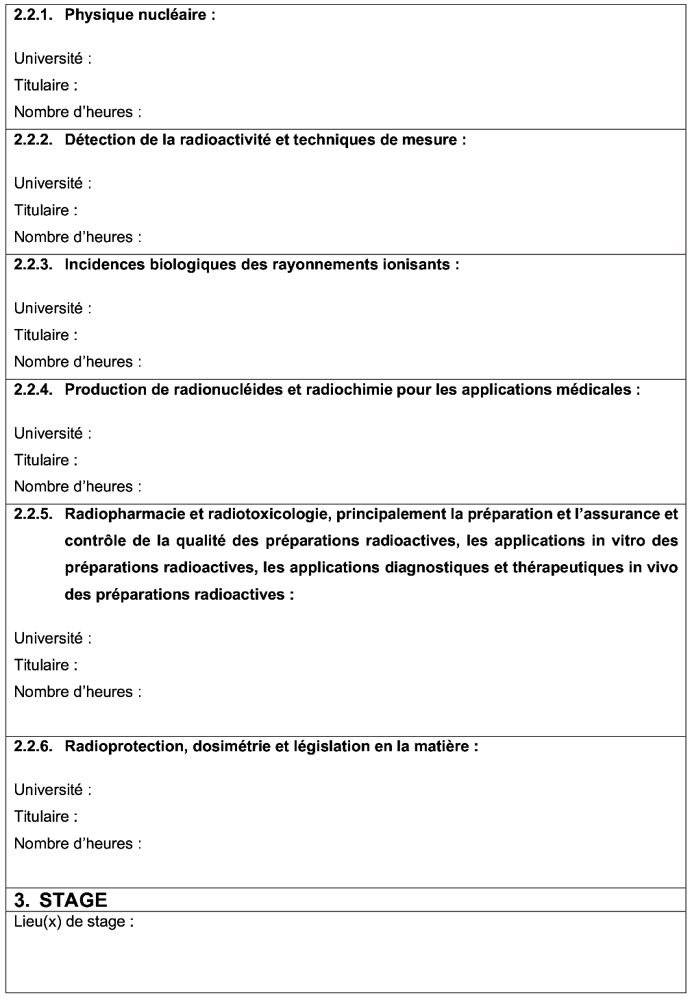 2.2.1. Physique nucléaire :
Université :
Titulaire :
Nombre d’heures :
2.2.2. Détection de la radioactivité et techniques de mesure :
Université :
Titulaire :
Nombre d’heures :
2.2.3. Incidences biologiques des rayonnements ionisants :
Université :
Titulaire :
Nombre d’heures :
2.2.4. Production de radionucléides et radiochimie pour les applications médicales :
Université :
Titulaire :
Nombre d’heures :
2.2.5. Radiopharmacie et radiotoxicologie, principalement la préparation et l’assurance et
contrôle de la qualité des préparations radioactives, les applications in vitro des
préparations radioactives, les applications diagnostiques et thérapeutiques in vivo
des préparations radioactives :
Université :
Titulaire :
Nombre d’heures :
2.2.6. Radioprotection, dosimétrie et législation en la matière :
Université :
Titulaire :
Nombre d’heures :
3. STAGE
Lieu(x) de stage :